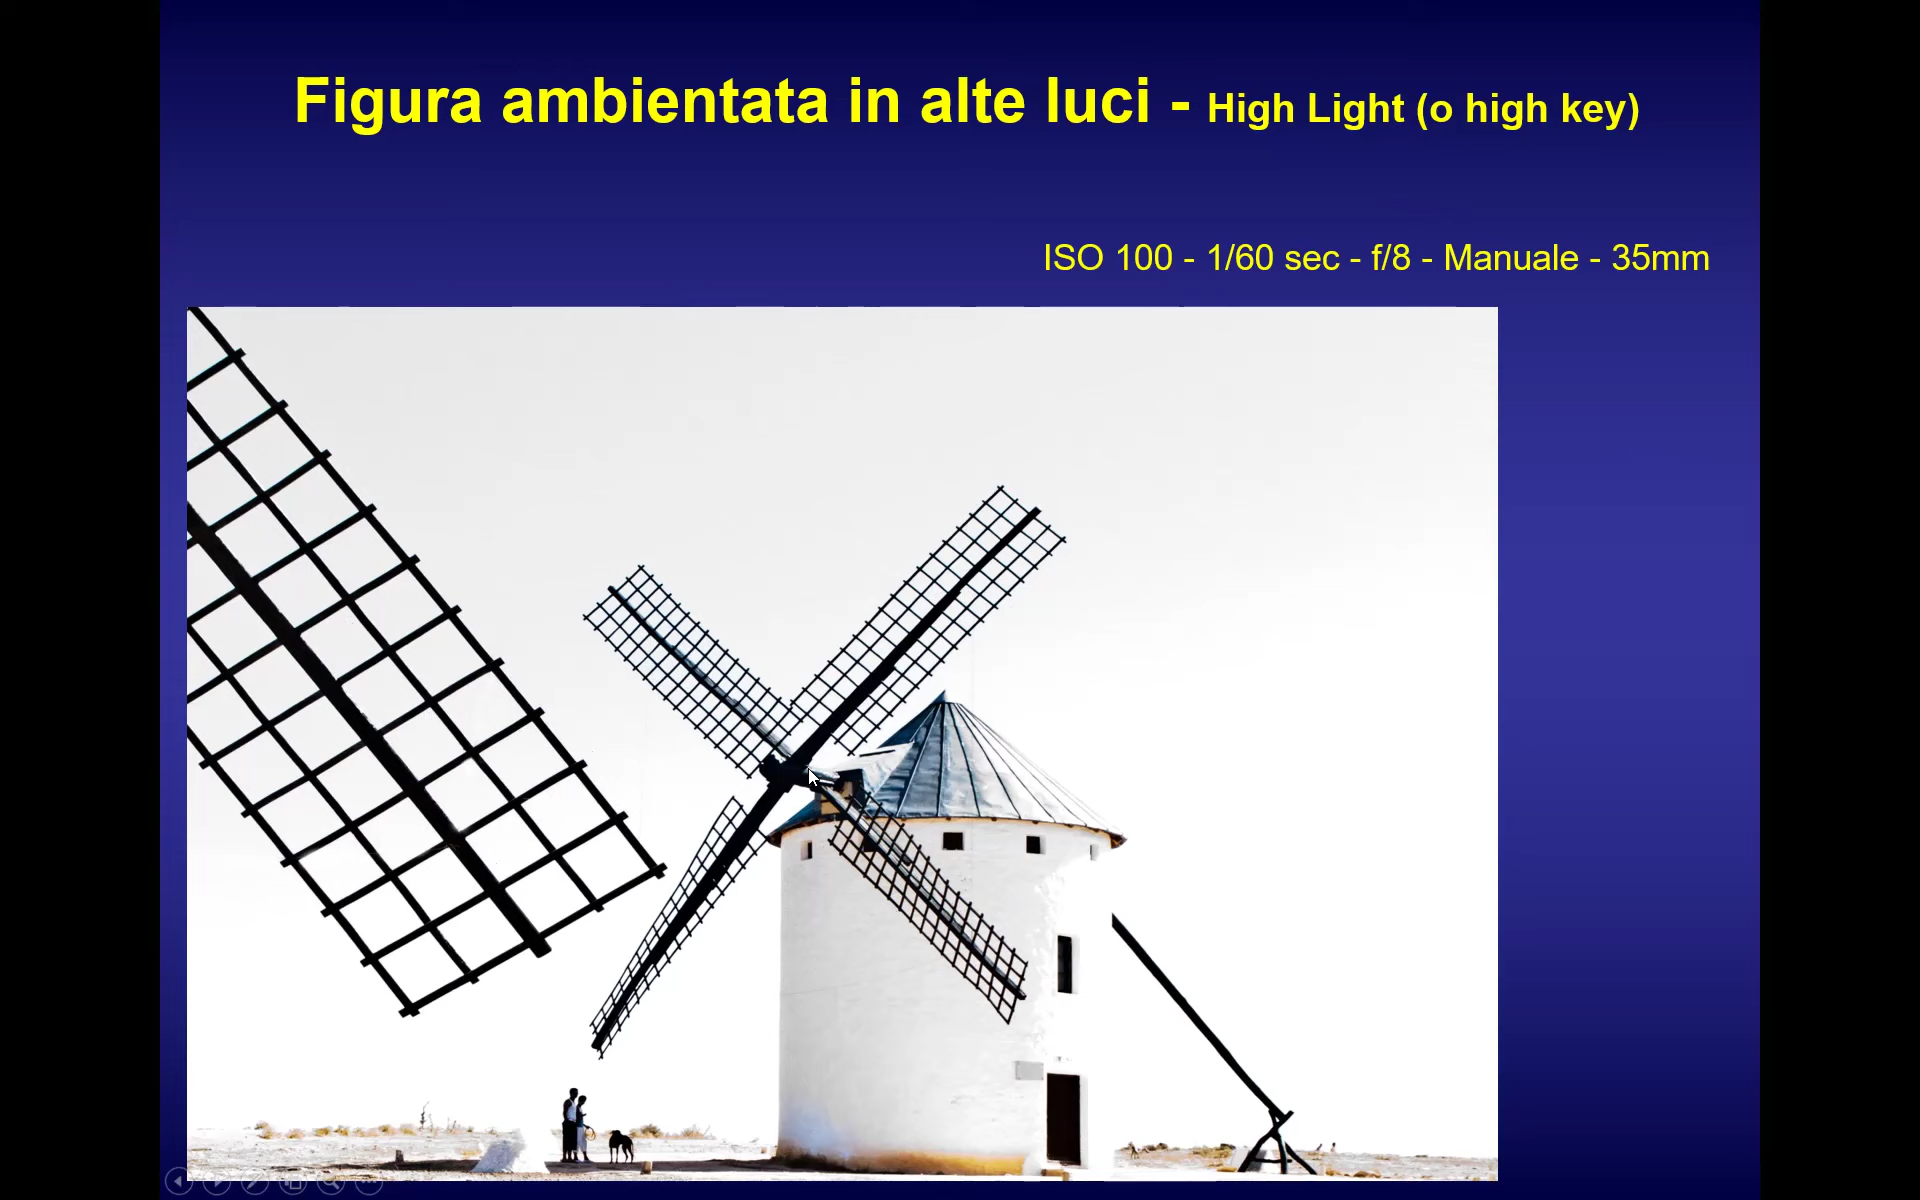 Figura ambientata in alte luci - High Light (o high key)
ISO 100 - 1/60 sec - f/8 - Manuale - 35mm